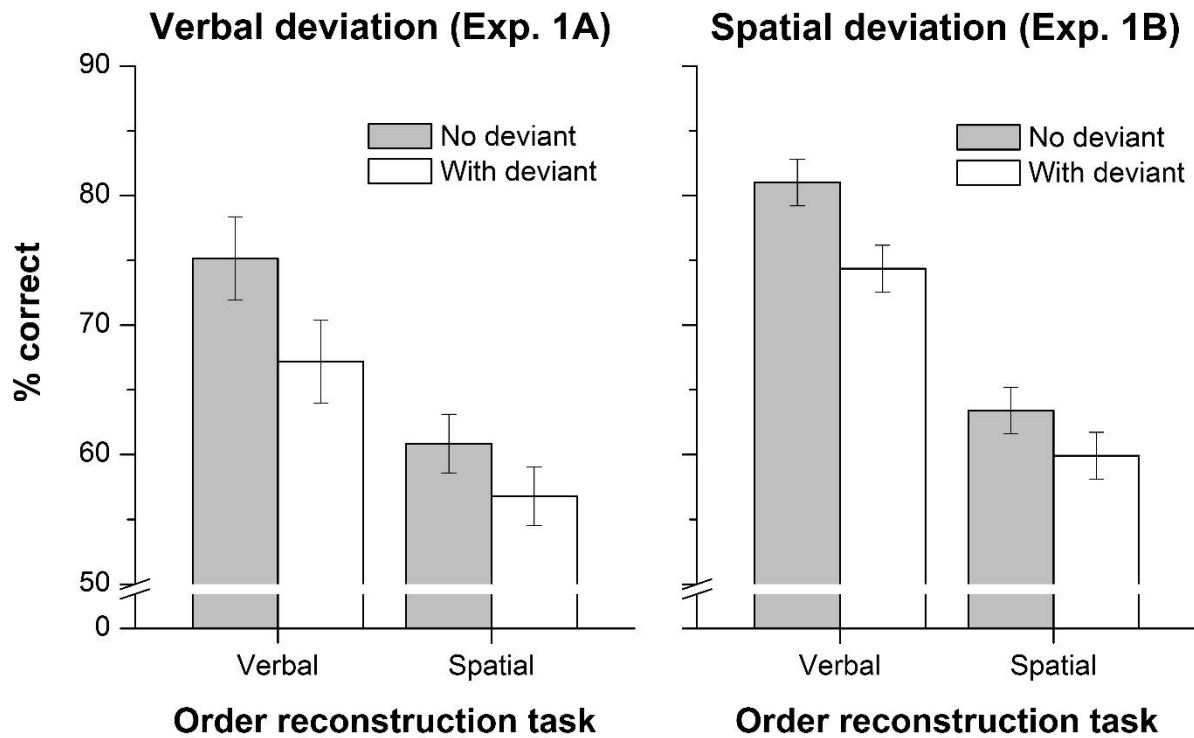 Verbal deviation (Exp. 1A)
Spatial deviation (Exp. 1B)
90
80
70
60
50
0
% correct
No deviant
With deviant
No deviant
With deviant
Verbal
Spatial
Verbal
Spatial
Order reconstruction task
Order reconstruction task